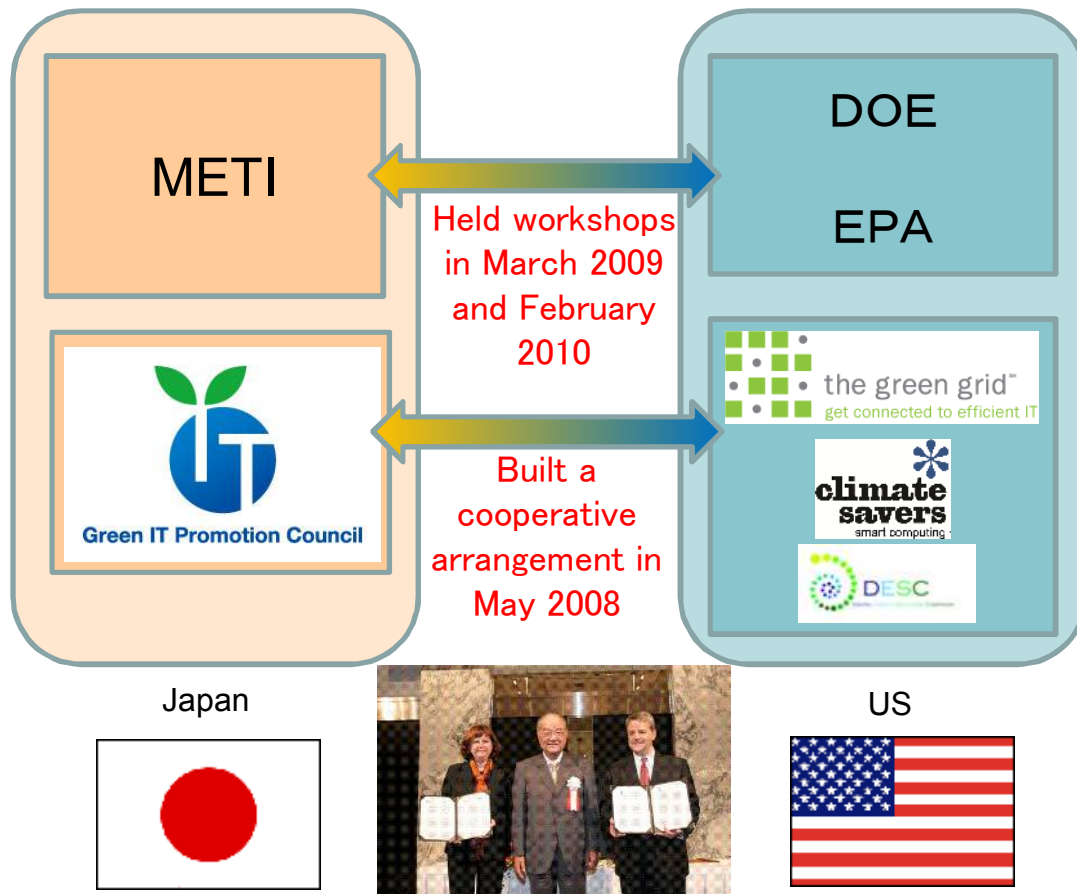 METI
DOE
EPA
Held workshops
in March 2009
and February
2010
Green IT Promotion Council
the green grid℠
get connected to efficient IT
Built a
cooperative
arrangement in
May 2008
climate
savers
smart computing
DESC
Japan
US